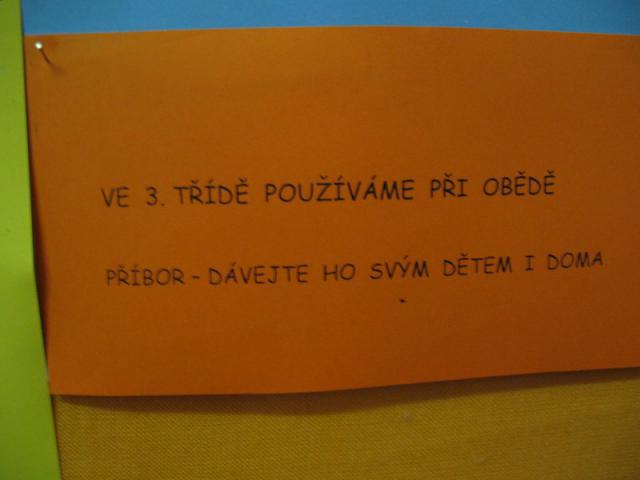 VE 3. TŘÍDĚ POUŽÍVÁME PŘI OBĚDĚ
PŘÍBOR - DÁVEJTE HO SVÝM DĚTEM I DOMA